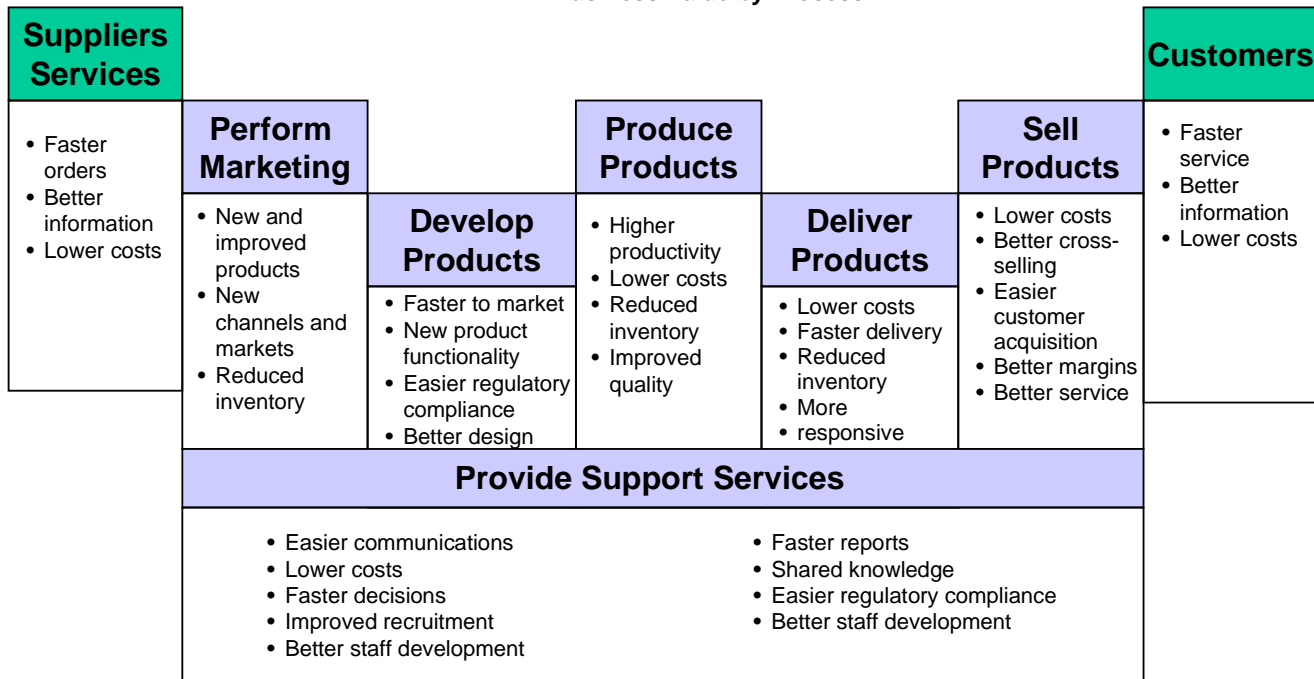 Suppliers
Services
• Faster
orders
• Better
information
• Lower costs
Perform
Marketing
• New and
improved
products
• New
channels and
markets
• Reduced
inventory
Develop
Products
• Faster to market
• New product
functionality
• Easier regulatory
compliance
• Better design
Produce
Products
• Higher
productivity
• Lower costs
• Reduced
inventory
• Improved
quality
Deliver
Products
• Lower costs
• Faster delivery
• Reduced
inventory
• More
• responsive
Sell
Products
• Lower costs
• Better cross-
selling
• Easier
customer
acquisition
• Better margins
• Better service
Customers
• Faster
service
• Better
information
• Lower costs
Provide Support Services
• Easier communications
• Lower costs
• Faster decisions
• Improved recruitment
• Better staff development
• Faster reports
• Shared knowledge
• Easier regulatory compliance
• Better staff development